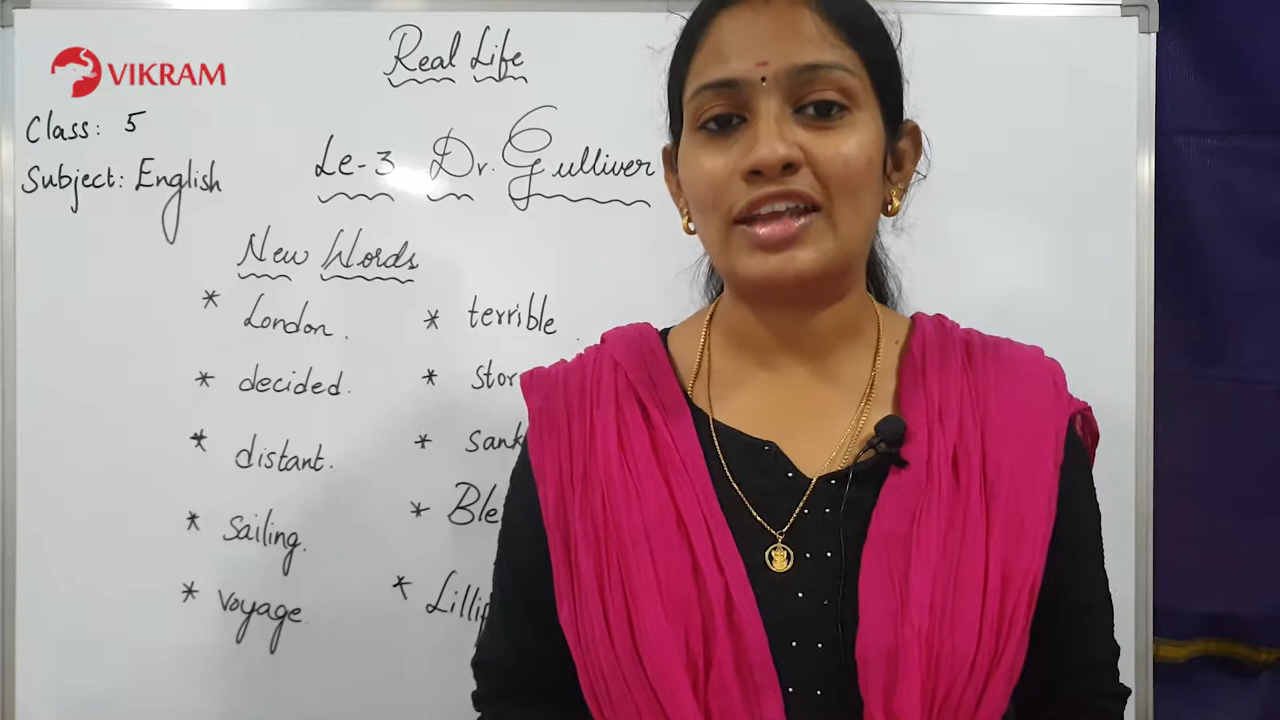 VIKRAM
Real Life
Class: 5
Subject: English
Le-3 Dr. Gulliver
New Words
* London.
* decided.
* distant.
* sailing.
* voyage.
* terrible.
*
* sank
*
*